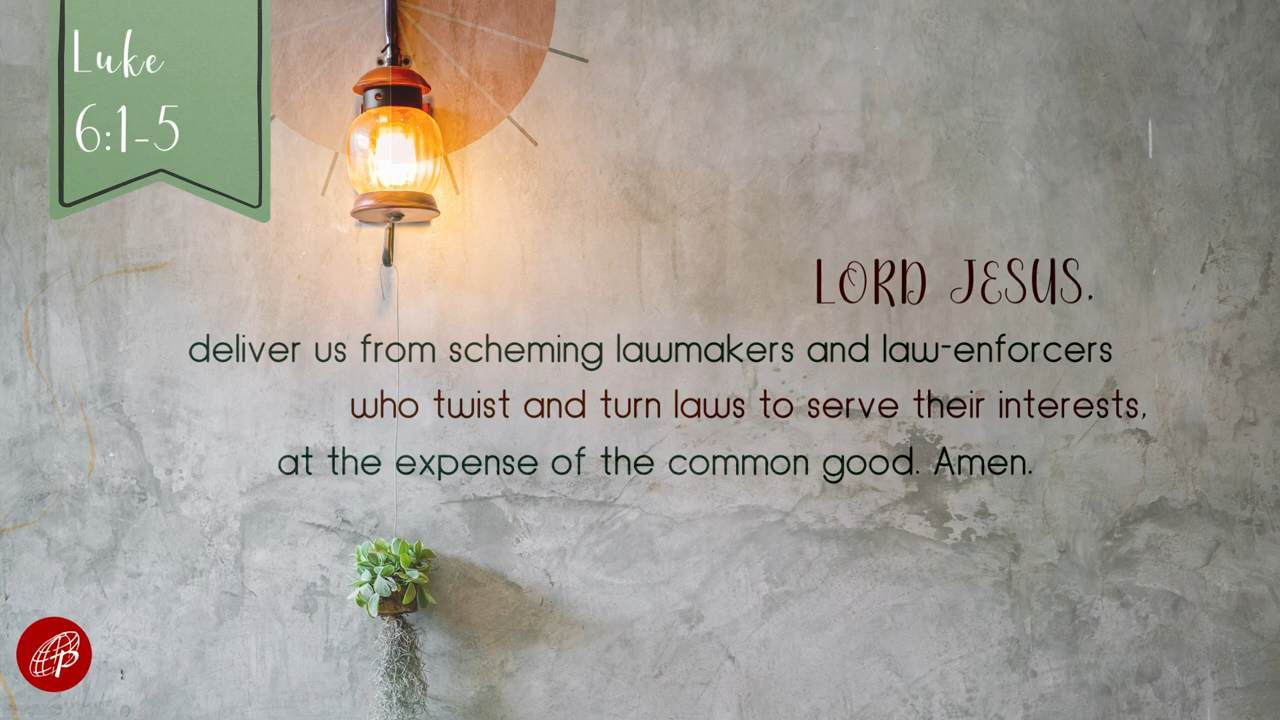 Luke
6:1-5
LORD JESUS.
deliver us from scheming lawmakers and law-enforcers
who twist and turn laws to serve their interests,
at the expense of the common good. Amen.